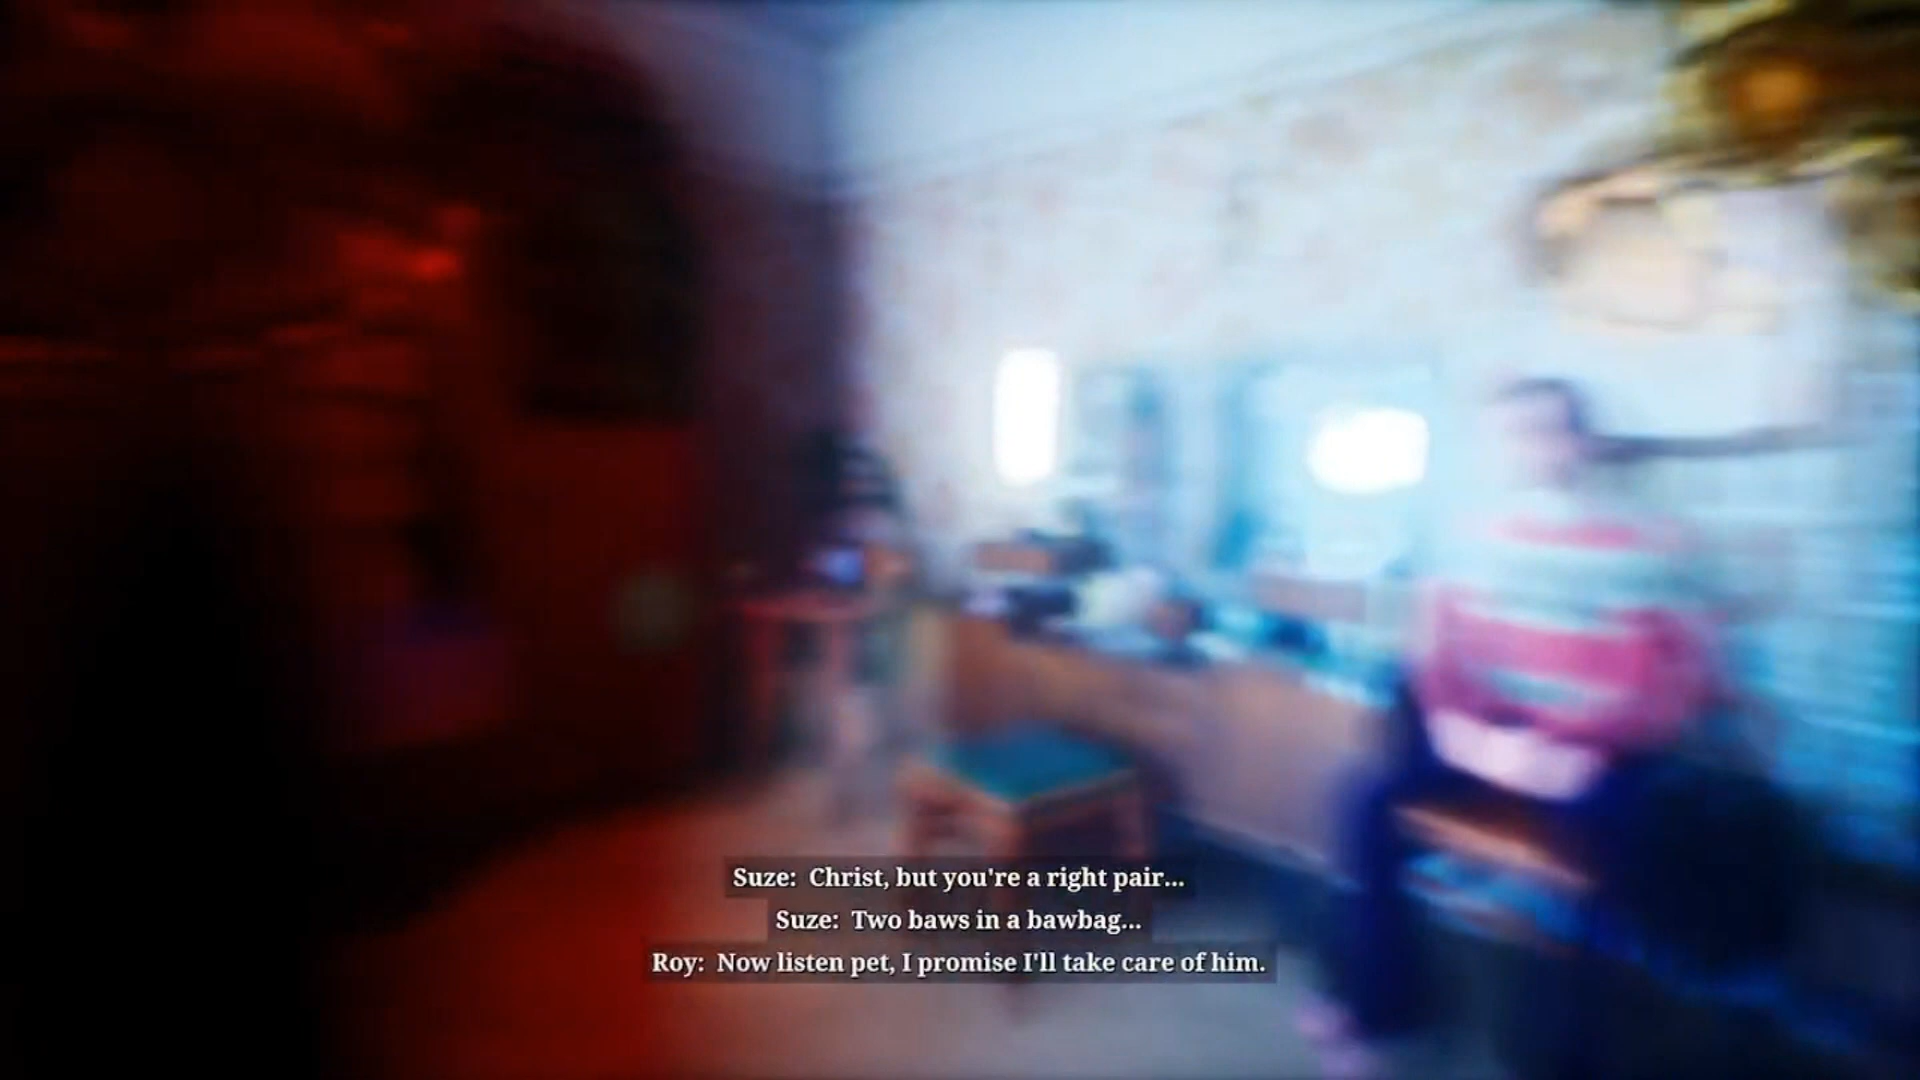 Suze:  Christ, but you're a right pair...
Suze:  Two baws in a bawbag...
Roy:  Now listen pet, I promise I'll take care of him.